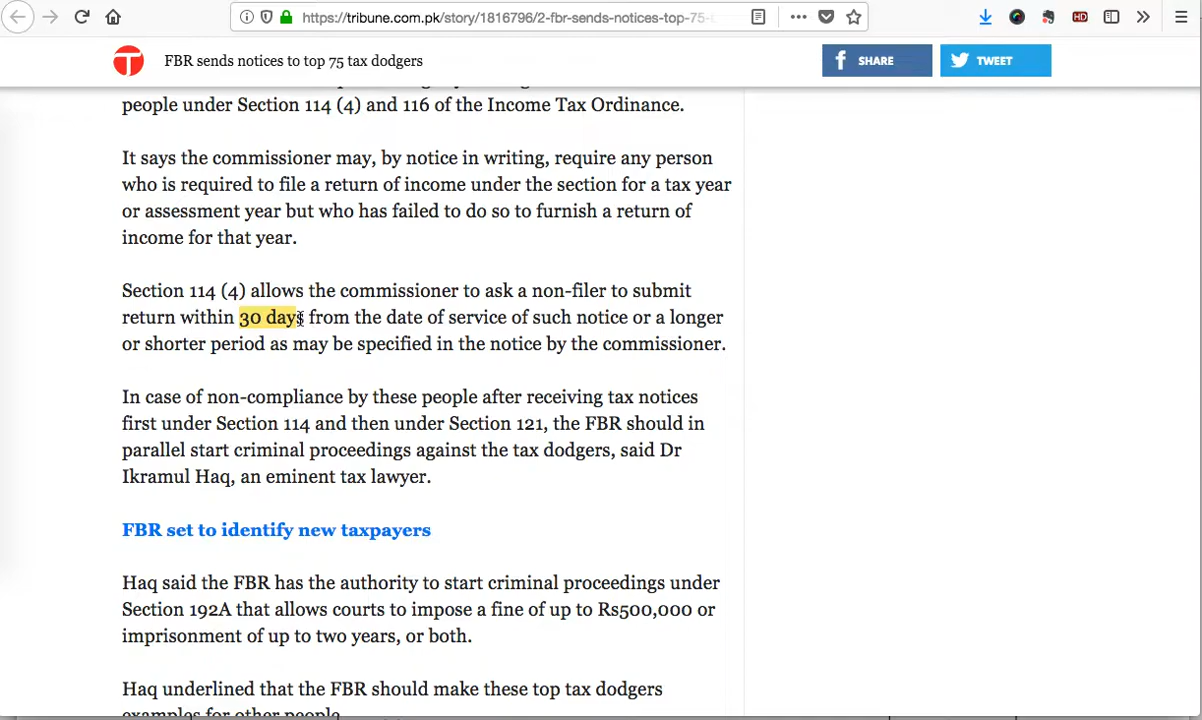 https://tribune.com.pk/story/1816796/2-fbr-sends-notices-top-75-
HD
T
FBR sends notices to top 75 tax dodgers
f SHARE
TWEET
people under Section 114 (4) and 116 of the Income Tax Ordinance.
It says the commissioner may, by notice in writing, require any person
who is required to file a return of income under the section for a tax year
or assessment year but who has failed to do so to furnish a return of
income for that year.
Section 114 (4) allows the commissioner to ask a non-filer to submit
return within 30 days from the date of service of such notice or a longer
or shorter period as may be specified in the notice by the commissioner.
In case of non-compliance by these people after receiving tax notices
first under Section 114 and then under Section 121, the FBR should in
parallel start criminal proceedings against the tax dodgers, said Dr
Ikramul Haq, an eminent tax lawyer.
FBR set to identify new taxpayers
Haq said the FBR has the authority to start criminal proceedings under
Section 192A that allows courts to impose a fine of up to Rs500,000 or
imprisonment of up to two years, or both.
Haq underlined that the FBR should make these top tax dodgers
examples for other people.